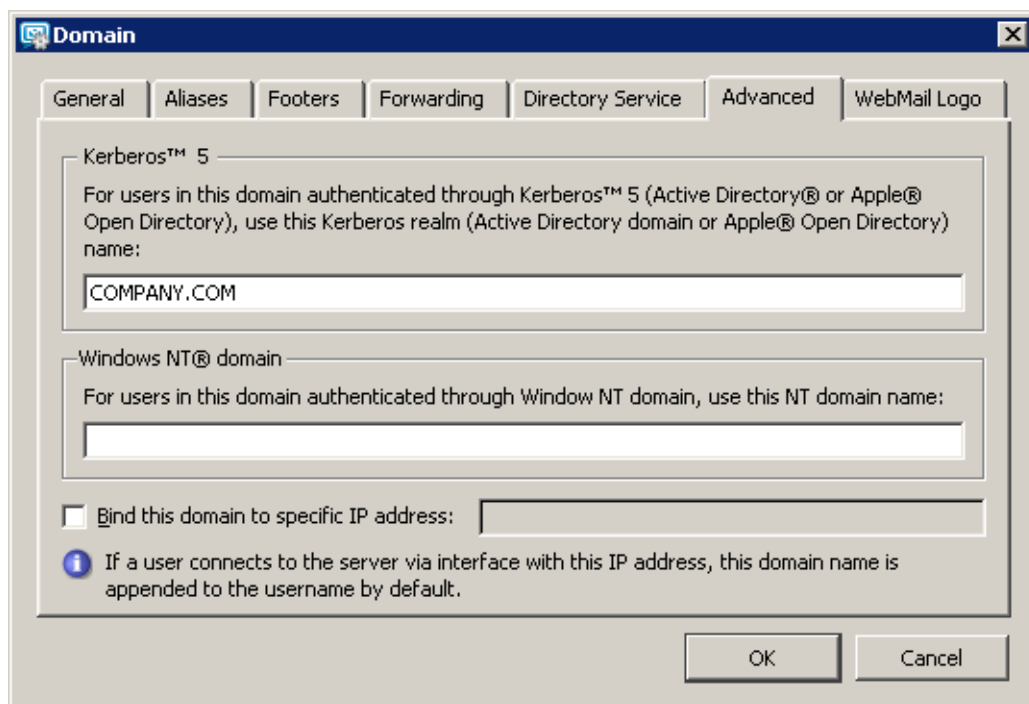 Domain
General
Aliases
Footers
Forwarding
Directory Service
Advanced
WebMail Logo
Kerberos™ 5
For users in this domain authenticated through Kerberos™ 5 (Active Directory® or Apple®
Open Directory), use this Kerberos realm (Active Directory domain or Apple® Open Directory)
name:
COMPANY.COM
Windows NT® domain
For users in this domain authenticated through Window NT domain, use this NT domain name:
Bind this domain to specific IP address:
If a user connects to the server via interface with this IP address, this domain name is
appended to the username by default.
OK
Cancel